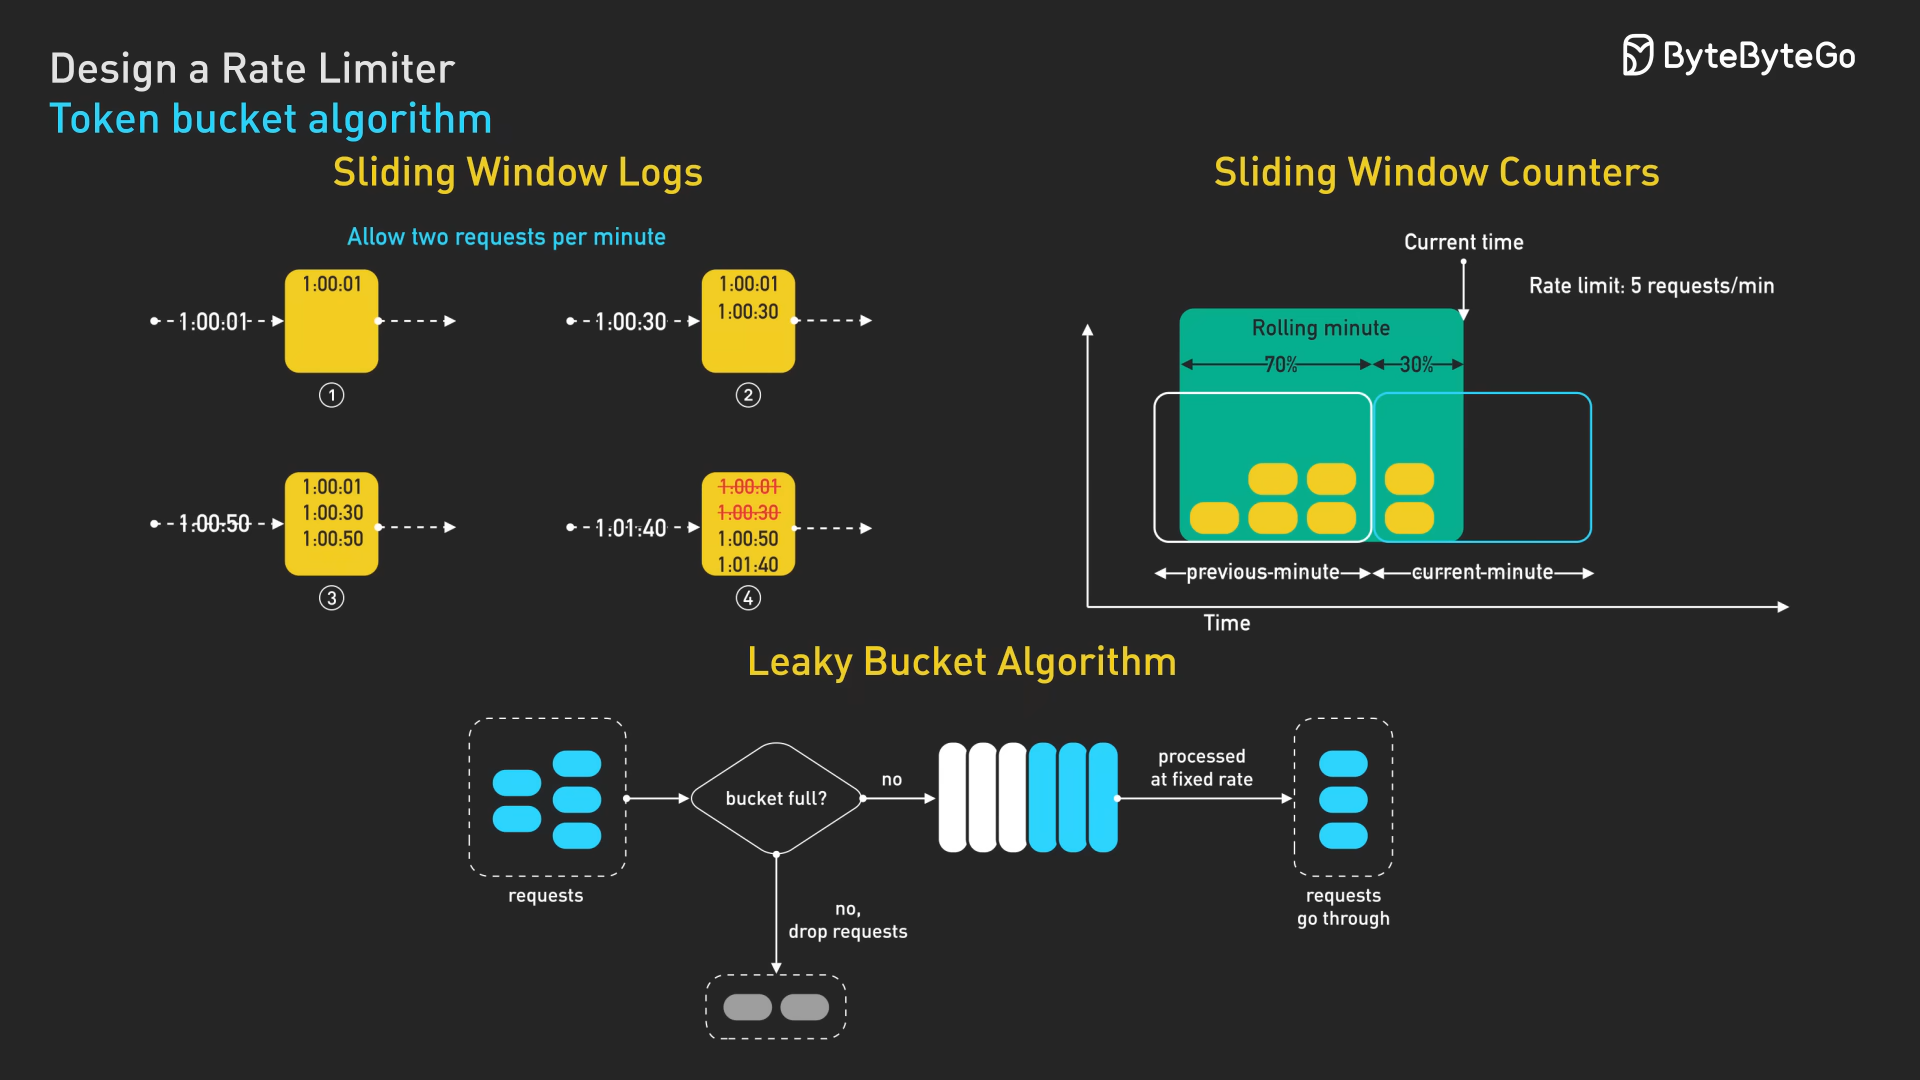 Design a Rate Limiter
ByteByteGo
Token bucket algorithm
Sliding Window Logs
Allow two requests per minute
1:00:01
1:00:01
1
1:00:30
1:00:01
1:00:30
2
1:00:50
1:00:01
1:00:30
1:00:50
3
1:01:40
1:00:01
1:00:30
1:00:50
1:01:40
4
Sliding Window Counters
Current time
Rate limit: 5 requests/min
Rolling minute
70%
30%
previous minute
current minute
Time
Leaky Bucket Algorithm
requests
bucket full?
no
no,
drop requests
processed
at fixed rate
requests
go through